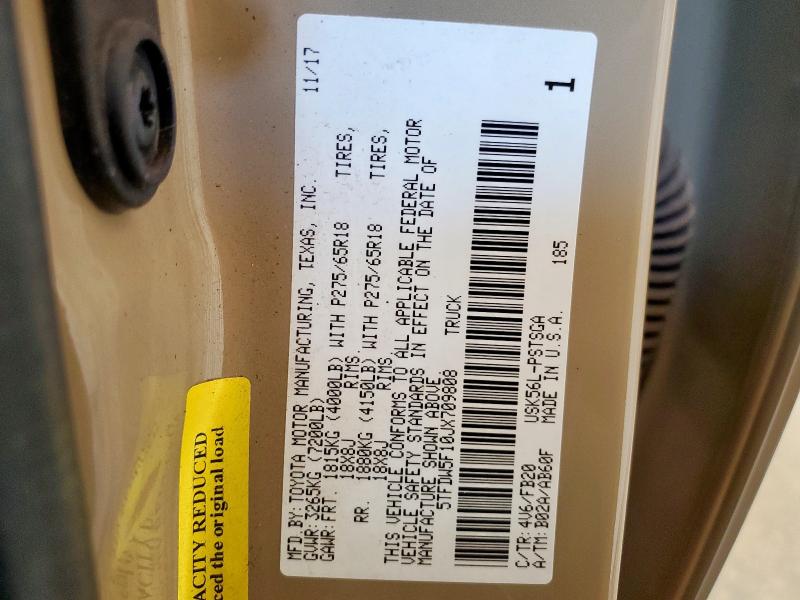 MFD.BY: TOYOTA MOTOR MANUFACTURING, TEXAS, INC. 11/17
GVWR: 3265KG (7200LB)
GAWR: FRT. 1815KG (4000LB) WITH P275/65R18 TIRES,
18X8J RIMS.
RR. 1880KG (4150LB) WITH P275/65R18 TIRES,
18X8J RIMS.
THIS VEHICLE CONFORMS TO ALL APPLICABLE FEDERAL MOTOR
VEHICLE SAFETY STANDARDS IN EFFECT ON THE DATE OF
MANUFACTURE SHOWN ABOVE
5TFDW5F10JX709808 TRUCK
C/TR: 4V6/FB20 USK56L-PSTSGA 185
A/TM: B02A/AB60F MADE IN U.S.A.
1
ACITY REDUCED
ced the original load